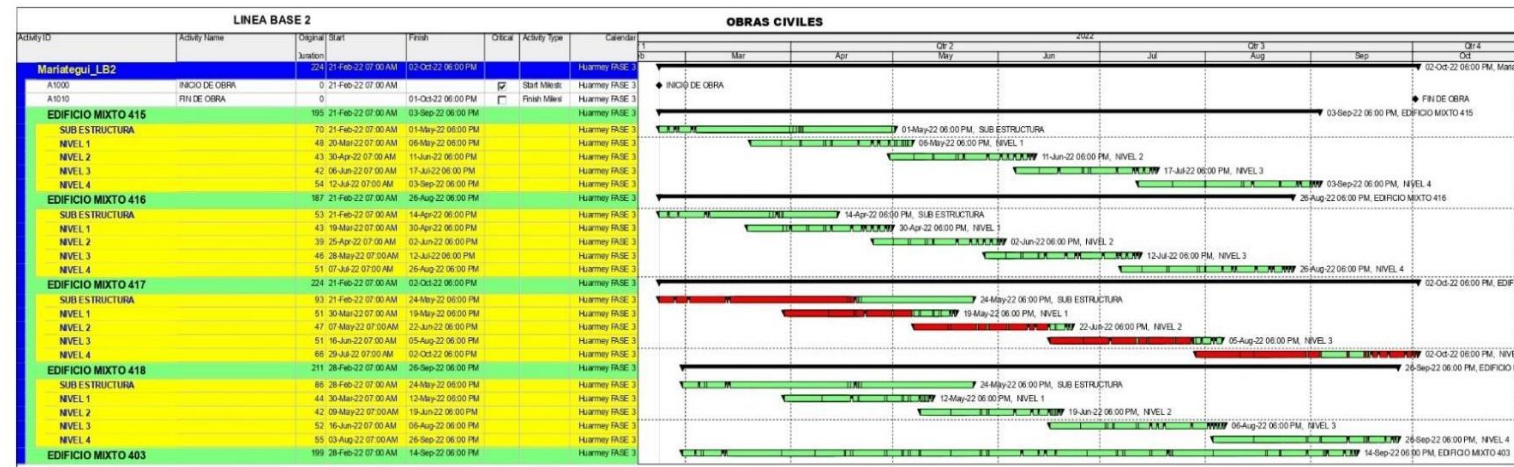 LINEA BASE 2 OBRAS CIVILES
Activity ID Activity Name Original Duration Start Finish Critical Activity Type Calendar 2022
Qtr 2 Qtr 3 Qtr 4
Mar Apr May Jun Jul Aug Sep Oct
Mariategui_LB2 224 21-Feb-22 07:00 AM 02-Oct-22 06:00 PM Huarmey FASE 3 02-Oct-22 06:00 PM, Maria
A1000 INICIO DE OBRA 0 21-Feb-22 07:00 AM Start Milest Huarmey FASE 3 INICIO DE OBRA
A1010 FIN DE OBRA 0 01-Oct-22 06:00 PM Finish Milest Huarmey FASE 3 FIN DE OBRA
EDIFICIO MIXTO 415 195 21-Feb-22 07:00 AM 03-Sep-22 06:00 PM Huarmey FASE 3 03-Sep-22 06:00 PM, EDIFICIO MIXTO 415
SUB ESTRUCTURA 70 21-Feb-22 07:00 AM 01-May-22 06:00 PM Huarmey FASE 3 01-May-22 06:00 PM, SUB ESTRUCTURA
NIVEL 1 48 20-Mar-22 07:00 AM 06-May-22 06:00 PM Huarmey FASE 3 06-May-22 06:00 PM, NIVEL 1
NIVEL 2 43 30-Apr-22 07:00 AM 11-Jun-22 06:00 PM Huarmey FASE 3 11-Jun-22 06:00 PM, NIVEL 2
NIVEL 3 42 06-Jun-22 07:00 AM 17-Jul-22 06:00 PM Huarmey FASE 3 17-Jul-22 06:00 PM, NIVEL 3
NIVEL 4 54 12-Jul-22 07:00 AM 03-Sep-22 06:00 PM Huarmey FASE 3 03-Sep-22 06:00 PM, NIVEL 4
EDIFICIO MIXTO 416 187 21-Feb-22 07:00 AM 26-Aug-22 06:00 PM Huarmey FASE 3 26-Aug-22 06:00 PM, EDIFICIO MIXTO 416
SUB ESTRUCTURA 53 21-Feb-22 07:00 AM 14-Apr-22 06:00 PM Huarmey FASE 3 14-Apr-22 06:00 PM, SUB ESTRUCTURA
NIVEL 1 43 19-Mar-22 07:00 AM 30-Apr-22 06:00 PM Huarmey FASE 3 30-Apr-22 06:00 PM, NIVEL 1
NIVEL 2 39 25-Apr-22 07:00 AM 02-Jun-22 06:00 PM Huarmey FASE 3 02-Jun-22 06:00 PM, NIVEL 2
NIVEL 3 46 28-May-22 07:00 AM 12-Jul-22 06:00 PM Huarmey FASE 3 12-Jul-22 06:00 PM, NIVEL 3
NIVEL 4 51 07-Jul-22 07:00 AM 26-Aug-22 06:00 PM Huarmey FASE 3 26-Aug-22 06:00 PM, NIVEL 4
EDIFICIO MIXTO 417 224 21-Feb-22 07:00 AM 02-Oct-22 06:00 PM Huarmey FASE 3 02-Oct-22 06:00 PM, EDIF
SUB ESTRUCTURA 93 21-Feb-22 07:00 AM 24-May-22 06:00 PM Huarmey FASE 3 24-May-22 06:00 PM, SUB ESTRUCTURA
NIVEL 1 51 30-Mar-22 07:00 AM 19-May-22 06:00 PM Huarmey FASE 3 19-May-22 06:00 PM, NIVEL 1
NIVEL 2 47 07-May-22 07:00 AM 22-Jun-22 06:00 PM Huarmey FASE 3 22-Jun-22 06:00 PM, NIVEL 2
NIVEL 3 51 16-Jun-22 07:00 AM 05-Aug-22 06:00 PM Huarmey FASE 3 05-Aug-22 06:00 PM, NIVEL 3
NIVEL 4 66 29-Jul-22 07:00 AM 02-Oct-22 06:00 PM Huarmey FASE 3 02-Oct-22 06:00 PM, NIVE
EDIFICIO MIXTO 418 211 28-Feb-22 07:00 AM 26-Sep-22 06:00 PM Huarmey FASE 3 26-Sep-22 06:00 PM, EDIFICIO
SUB ESTRUCTURA 86 28-Feb-22 07:00 AM 24-May-22 06:00 PM Huarmey FASE 3 24-May-22 06:00 PM, SUB ESTRUCTURA
NIVEL 1 44 30-Mar-22 07:00 AM 12-May-22 06:00 PM Huarmey FASE 3 12-May-22 06:00 PM, NIVEL 1
NIVEL 2 42 09-May-22 07:00 AM 19-Jun-22 06:00 PM Huarmey FASE 3 19-Jun-22 06:00 PM, NIVEL 2
NIVEL 3 52 16-Jun-22 07:00 AM 06-Aug-22 06:00 PM Huarmey FASE 3 06-Aug-22 06:00 PM, NIVEL 3
NIVEL 4 55 03-Aug-22 07:00 AM 26-Sep-22 06:00 PM Huarmey FASE 3 26-Sep-22 06:00 PM, NIVEL 4
EDIFICIO MIXTO 403 199 28-Feb-22 07:00 AM 14-Sep-22 06:00 PM Huarmey FASE 3 14-Sep-22 06:00 PM, EDIFICIO MIXTO 403